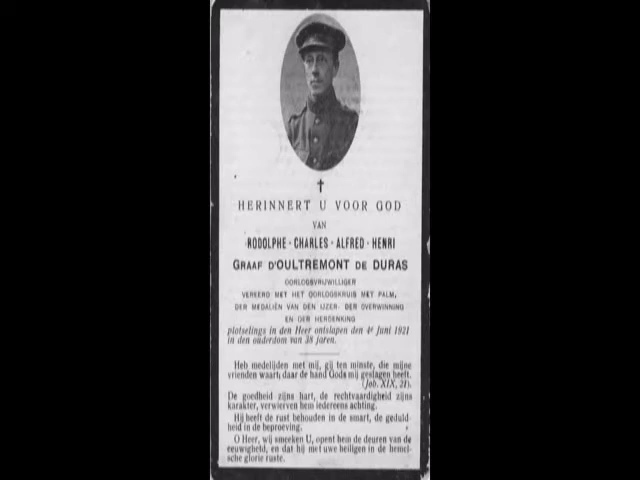 HERINNERT U VOOR GOD
VAN
RODOLPHE - CHARLES - ALFRED - HENRI
GRAAF D'OULTREMONT DE DURAS
OORLOGSVRIJWILLIGER
VEREERD MET HET OORLOGSKRUIS MET PALM,
DER MEDALIËN VAN DEN IJZER, DER OVERWINNING
EN DER HERDENKING
plotselings in den Heer ontslapen den 4e Juni 1921
in den ouderdom van 38 jaren.
Heb medelijden met mij, gij ten minste, die mijne
vrienden waart; daar de hand Gods mij geslagen heeft.
(Job. XIX, 21).
De goedheid zijns hart, de rechtvaardigheid zijns
karakter, verwierven hem iedereens achting.
Hij heeft de rust behouden in de smart, de geduld-
heid in de beproeving.
O Heer, wij smeeken U, opent hem de deuren van de
eeuwigheid, en dat hij met uwe heiligen in de hemel-
sche glorie ruste.